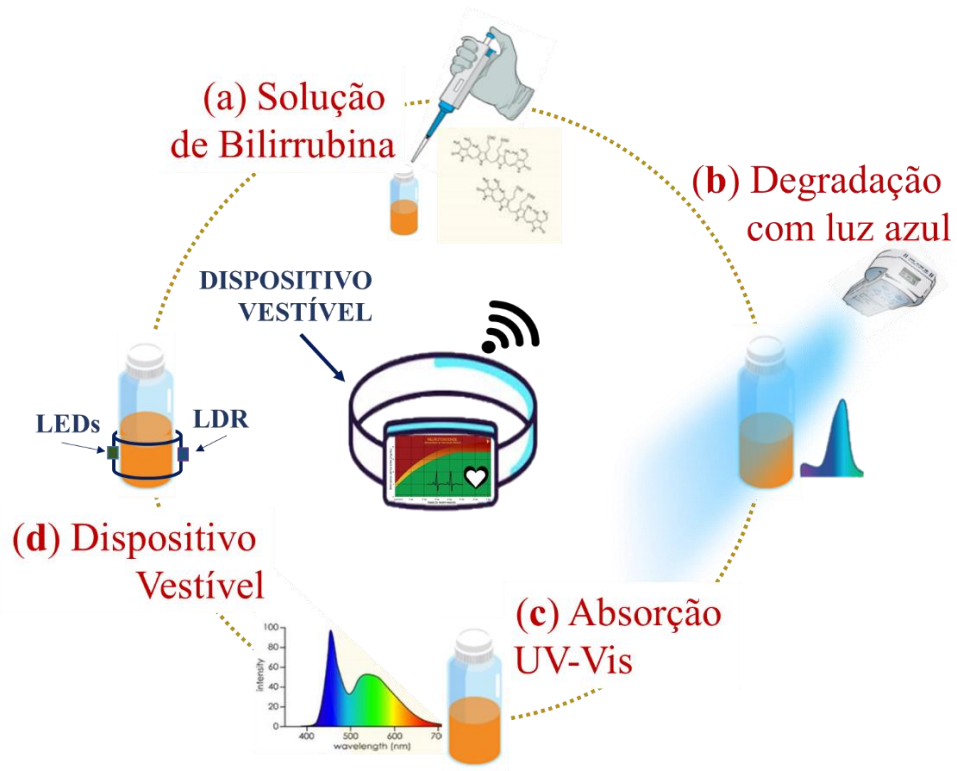 (a) Solução
de Bilirrubina
(b) Degradação
com luz azul
DISPOSITIVO
VESTÍVEL
LEDs
LDR
(d) Dispositivo
Vestível
(c) Absorção
UV-Vis
100
80
60
40
20
0
intensity
400
500
600
700
wavelength (nm)